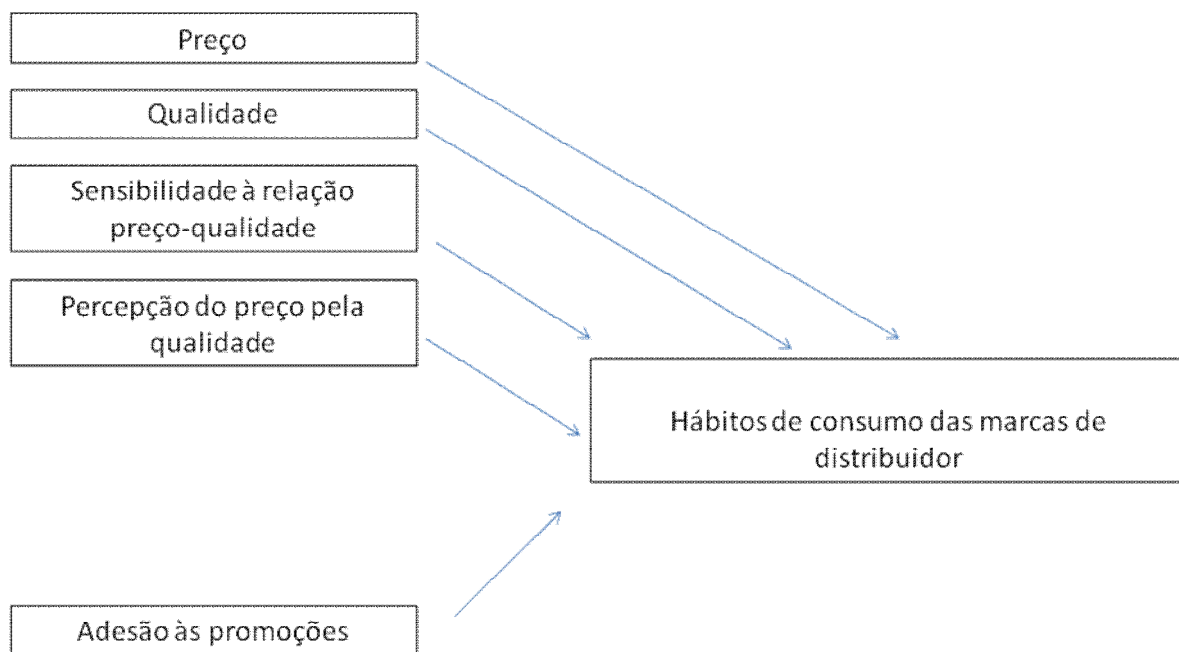 Preço
Qualidade
Sensibilidade à relação
preço-qualidade
Percepção do preço pela
qualidade
Hábitos de consumo das marcas de
distribuidor
Adesão às promoções